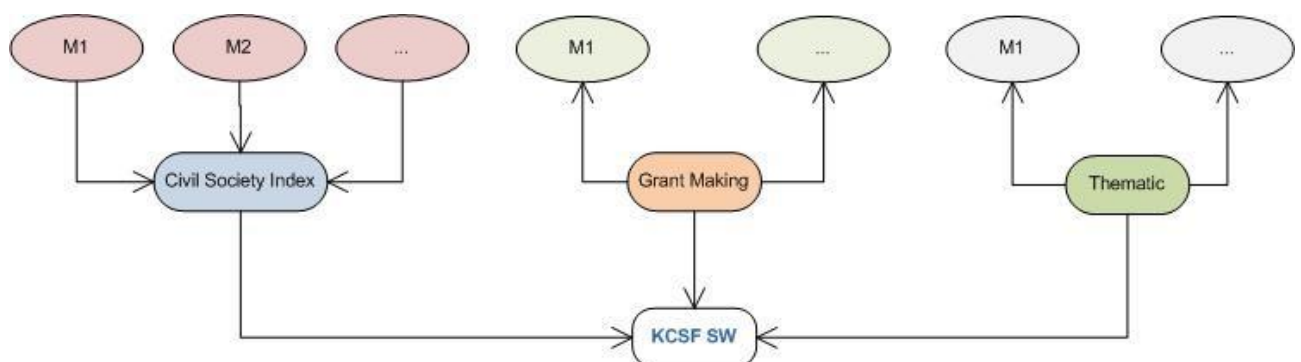 M1
M2
...
M1
...
M1
...
Civil Society Index
Grant Making
Thematic
KCSF SW